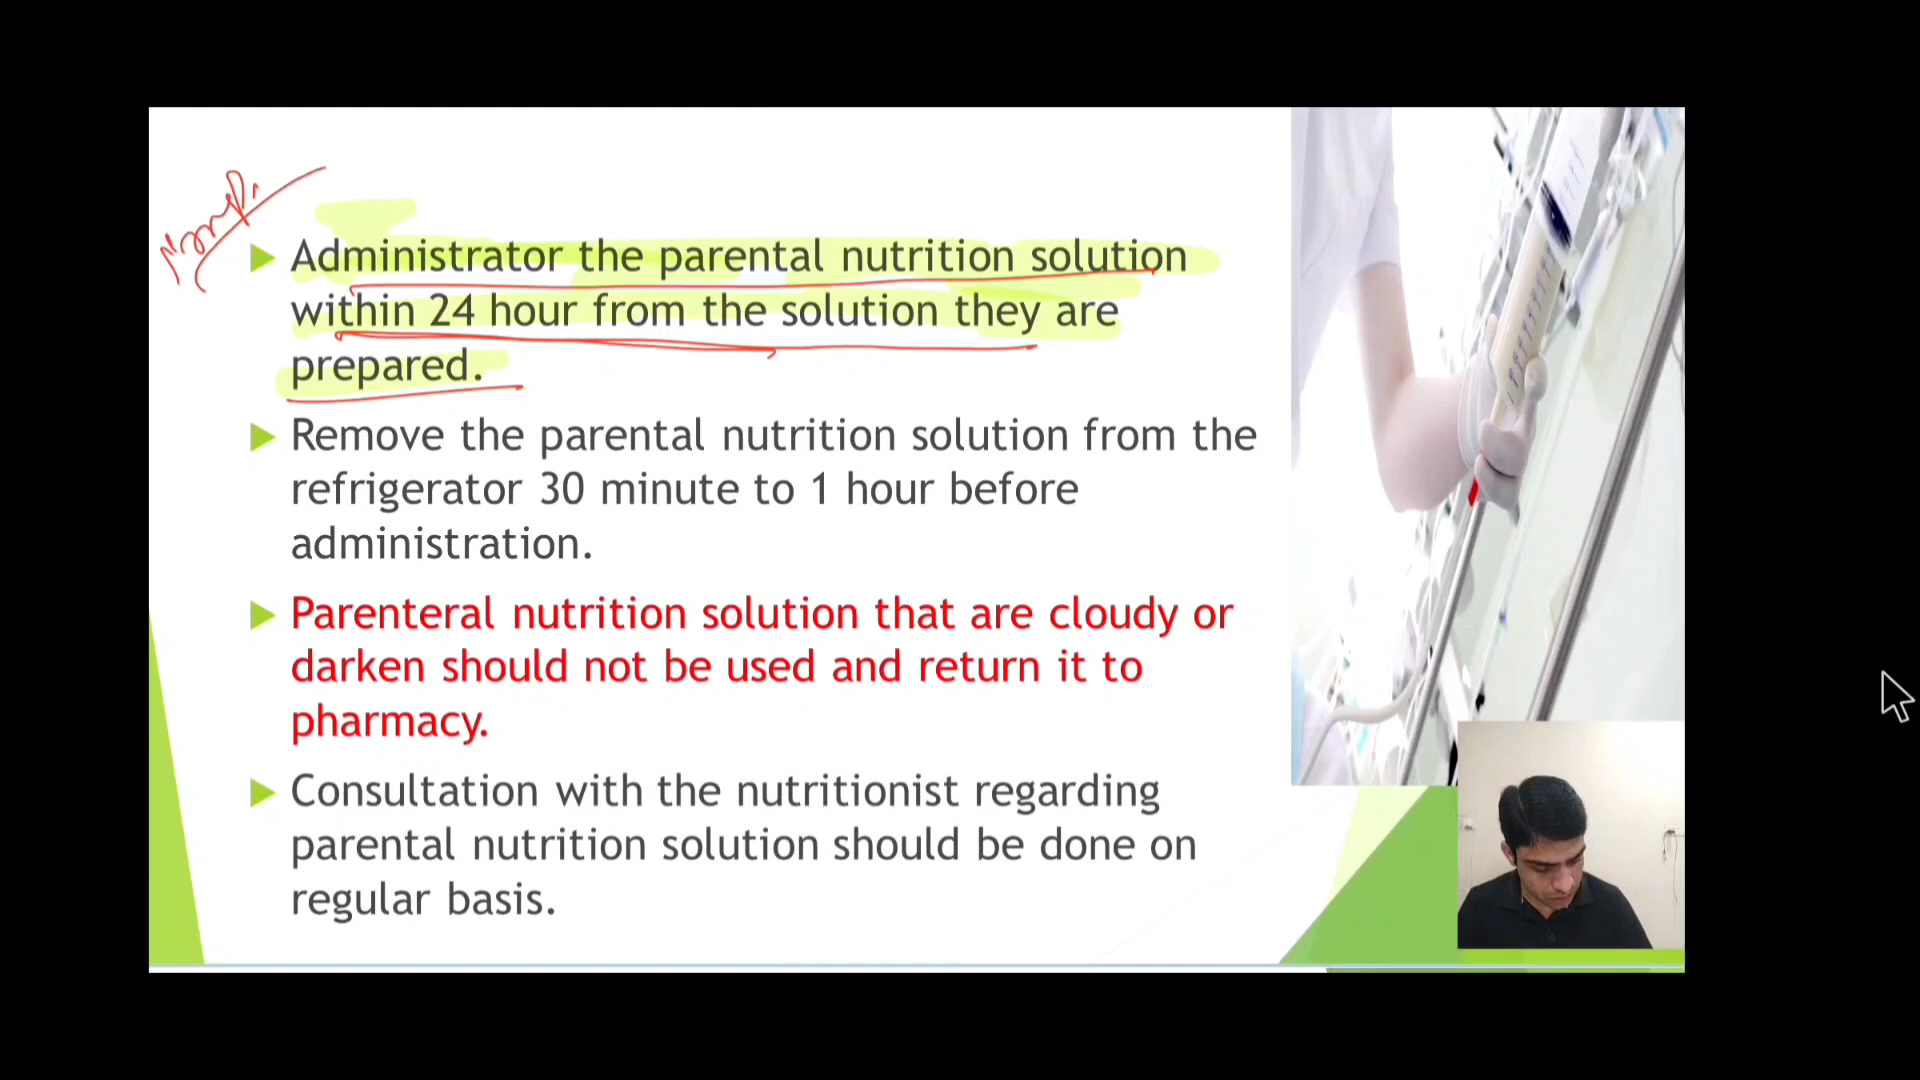 Administrator the parental nutrition solution
within 24 hour from the solution they are
prepared.
Remove the parental nutrition solution from the
refrigerator 30 minute to 1 hour before
administration.
Parenteral nutrition solution that are cloudy or
darken should not be used and return it to
pharmacy.
Consultation with the nutritionist regarding
parental nutrition solution should be done on
regular basis.